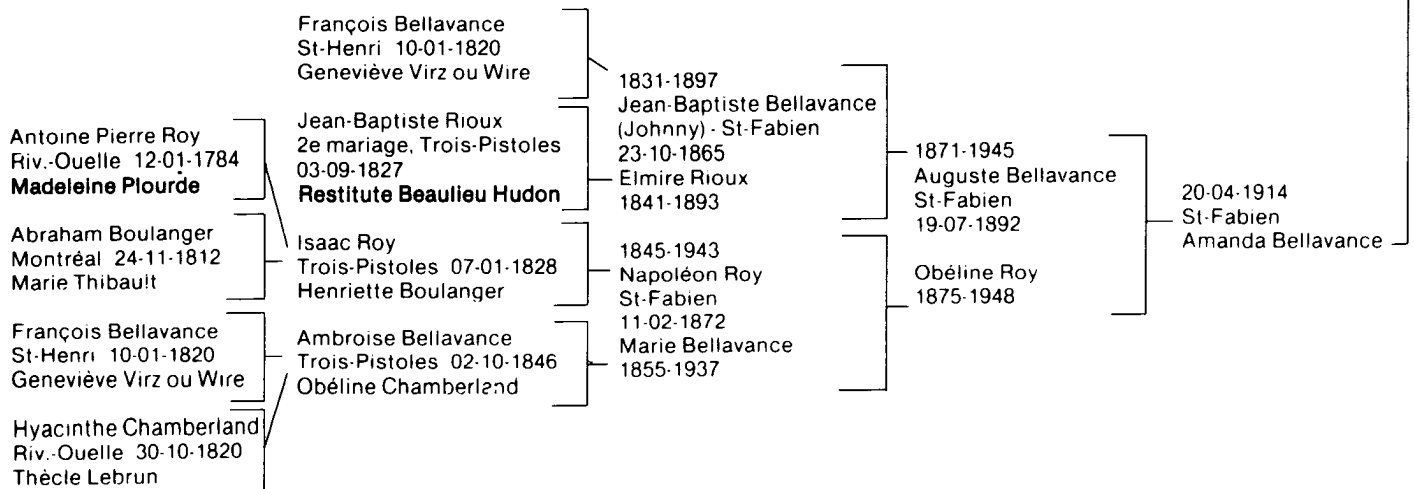 Antoine Pierre Roy
Riv.-Ouelle 12-01-1784
Madeleine Plourde
Abraham Boulanger
Montréal 24-11-1812
Marie Thibault
François Bellavance
St-Henri 10-01-1820
Geneviève Virz ou Wire
Hyacinthe Chamberland
Riv.-Ouelle 30-10-1820
Thècle Lebrun
François Bellavance
St-Henri 10-01-1820
Geneviève Virz ou Wire
Jean-Baptiste Rioux
2e mariage, Trois-Pistoles
03-09-1827
Restitute Beaulieu Hudon
Isaac Roy
Trois-Pistoles 07-01-1828
Henriette Boulanger
Ambroise Bellavance
Trois-Pistoles 02-10-1846
Obéline Chamberland
1831-1897
Jean-Baptiste Bellavance
(Johnny) - St-Fabien
23-10-1865
Elmire Rioux
1841-1893
1845-1943
Napoléon Roy
St-Fabien
11-02-1872
Marie Bellavance
1855-1937
1871-1945
Auguste Bellavance
St-Fabien
19-07-1892
Obéline Roy
1875-1948
20-04-1914
St-Fabien
Amanda Bellavance